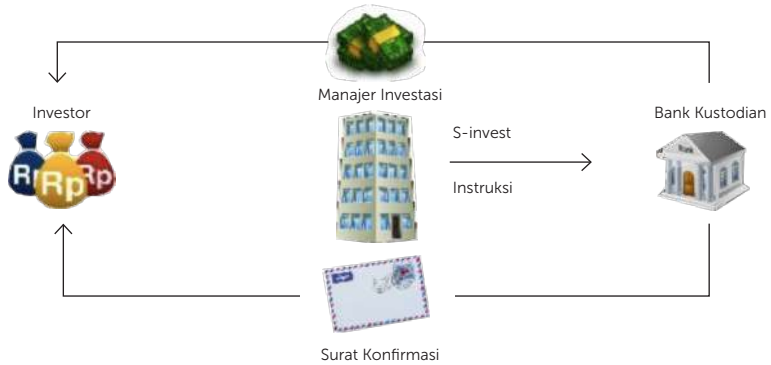 Manajer Investasi
Investor
Bank Kustodian
S-invest
Instruksi
Rp
Rp
Rp
Surat Konfirmasi